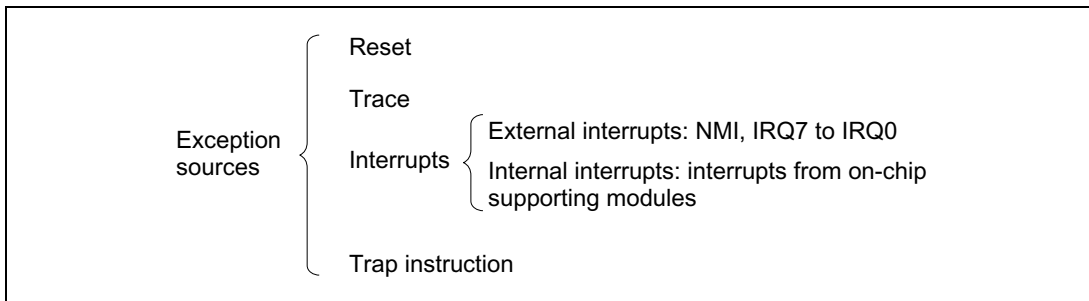 Exception
sources
Reset
Trace
Interrupts
External interrupts: NMI, IRQ7 to IRQ0
Internal interrupts: interrupts from on-chip
supporting modules
Trap instruction